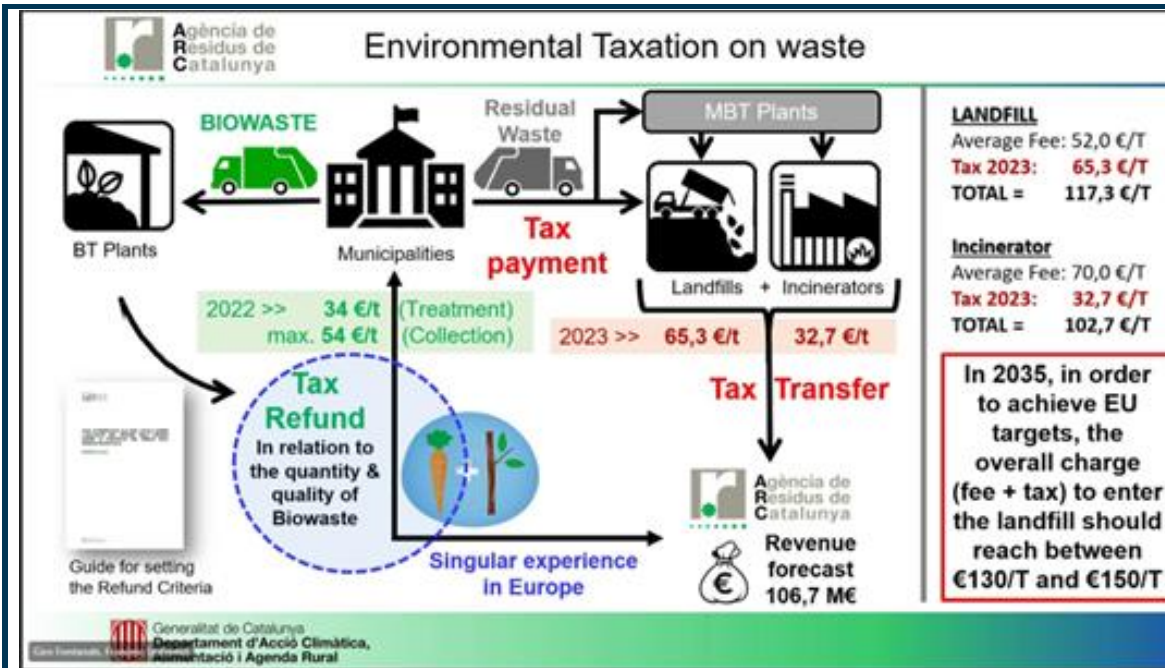 Agència de
Residus de
Catalunya
Environmental Taxation on waste
BIOWASTE
Residual
Waste
MBT Plants
BT Plants
Municipalities
Tax
payment
Landfills + Incinerators
2022 >> 34 €/t (Treatment)
max. 54 €/t (Collection)
2023 >> 65,3 €/t 32,7 €/t
Tax
Refund
In relation to
the quantity &
quality of
Biowaste
Tax Transfer
Guide for setting
the Refund Criteria
Singular experience
in Europe
Agència de
Residus de
Catalunya
Revenue
forecast
106,7 M€
€
LANDFILL
Average Fee: 52,0 €/T
Tax 2023: 65,3 €/T
TOTAL = 117,3 €/T
Incinerator
Average Fee: 70,0 €/T
Tax 2023: 32,7 €/T
TOTAL = 102,7 €/T
In 2035, in order
to achieve EU
targets, the
overall charge
(fee + tax) to enter
the landfill should
reach between
€130/T and €150/T
Generalitat de Catalunya
Departament d'Acció Climàtica,
Alimentació i Agenda Rural